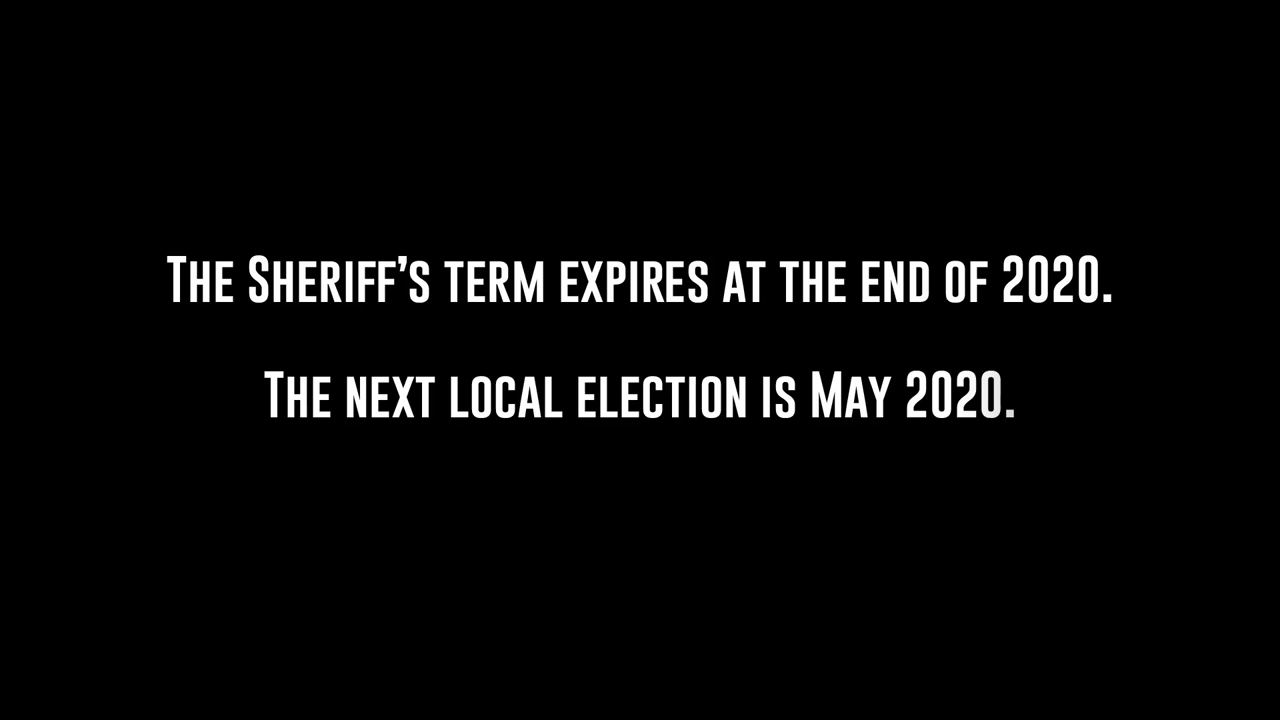 The Sheriff’s term expires at the end of 2020.
The next local election is May 2020.